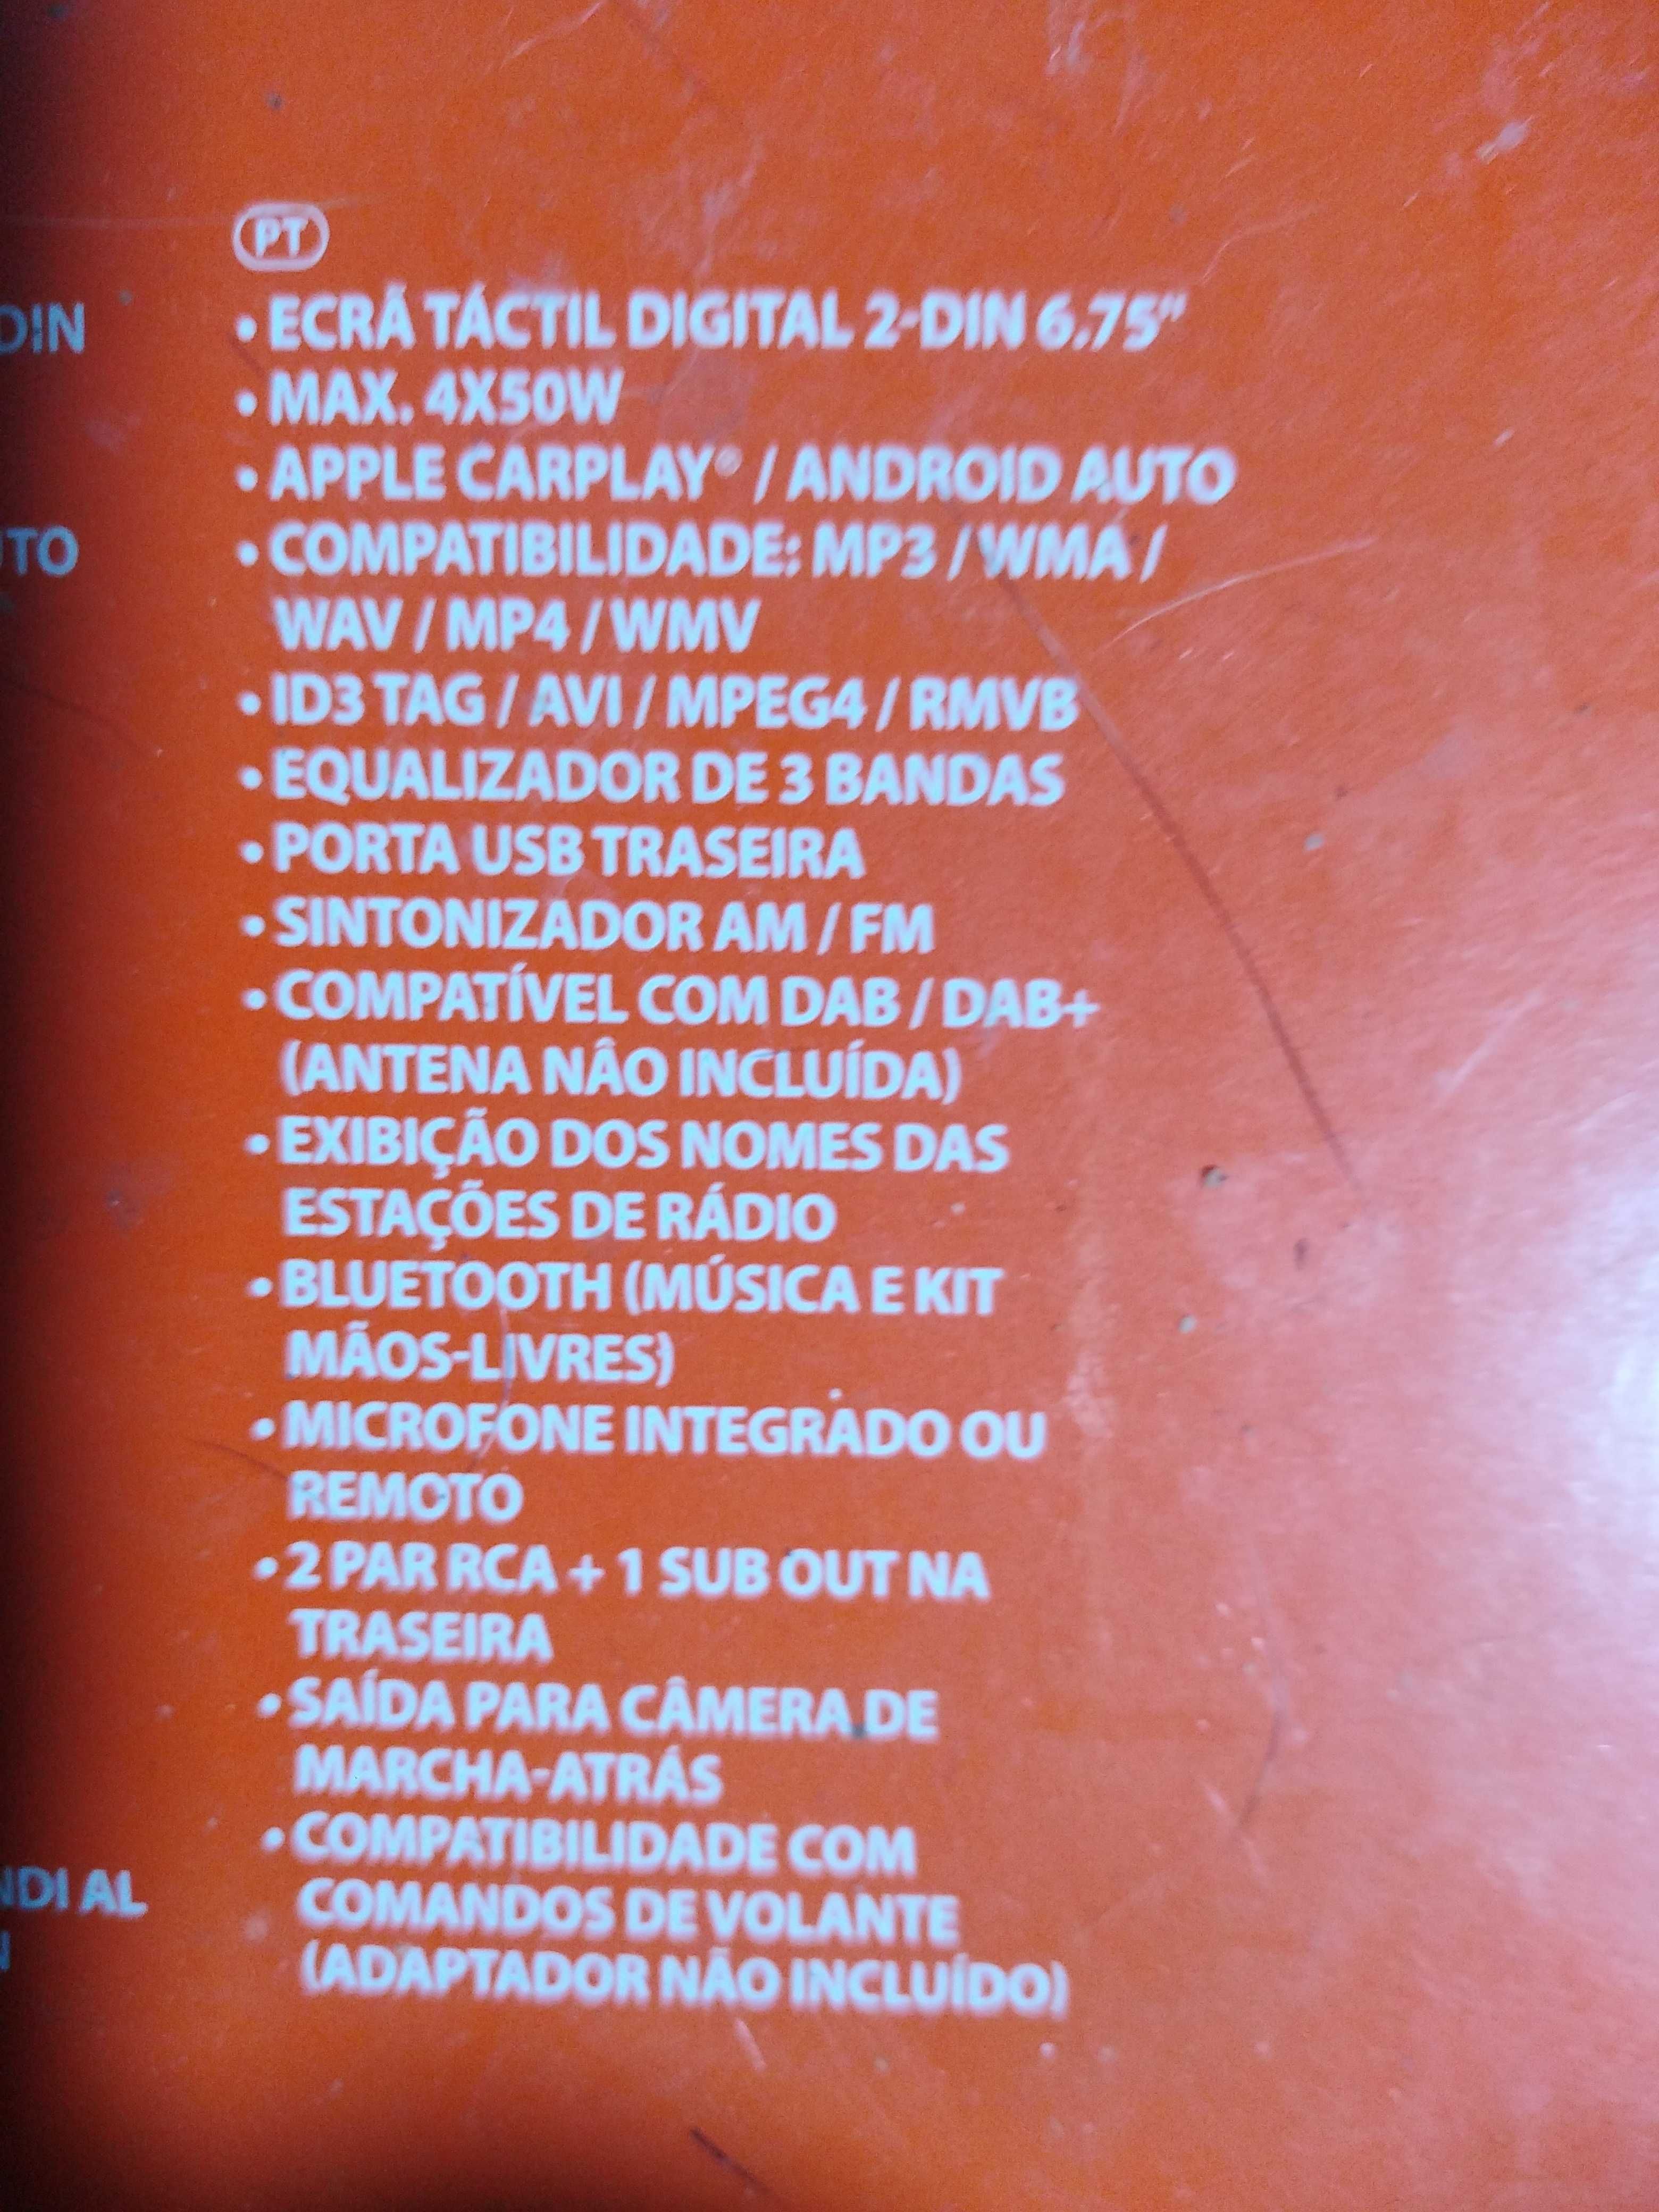 PT
• ECRÃ TÁCTIL DIGITAL 2-DIN 6.75"
• MAX. 4X50W
• APPLE CARPLAY® / ANDROID AUTO
• COMPATIBILIDADE: MP3 / WMA /
WAV / MP4 / WMV
• ID3 TAG / AVI / MPEG4 / RMVB
• EQUALIZADOR DE 3 BANDAS
• PORTA USB TRASEIRA
• SINTONIZADOR AM / FM
• COMPATÍVEL COM DAB / DAB+
(ANTENA NÂO INCLUÍDA)
• EXIBIÇÃO DOS NOMES DAS
ESTAÇÕES DE RÁDIO
• BLUETOOTH (MÚSICA E KIT
MÃOS-LIVRES)
• MICROFONE INTEGRADO OU
REMOTO
• 2 PAR RCA + 1 SUB OUT NA
TRASEIRA
• SAÍDA PARA CÂMERA DE
MARCHA-ATRÁS
• COMPATIBILIDADE COM
COMANDOS DE VOLANTE
(ADAPTADOR NÃO INCLUÍDO)
DIN
AL